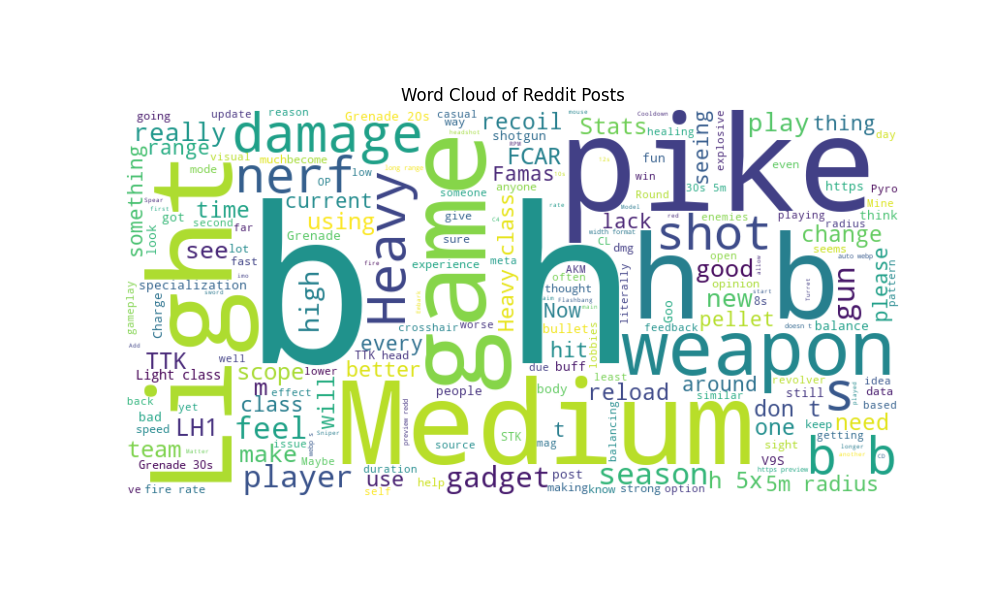 Word Cloud of Reddit Posts
going
update
reason
Grenade 20s
casual
way
recoil
Stats
Cooldown
mouse
play
thing
day
really
range
damage
headshot
RPM
shotgun
healing
seeing
explosive
something
visual
muchbecome
nerf
OP
low
long range
Heavy
game
FCAR
Famas
pike
fun
win
even
mode
current
someone
anyone
Round
30s 5m
https
Pyro
Mine
think
Spear
first
look
got
second
time
far
using
give
C4
rate
Model
red
enemies
playing
radius
Light
b
h
Grenade
sure
meta
width format
CL
lack
shot
change
see
lot
fast
high
experience
Heavy class
dmg
open
seems
auto webp
h b
imo
fire
AKM
often
thought
literally
good
opinion
allow
Turret
gun
please
pattern
gameplay
specialization
sword
aim
Flashbang
Now
main
Goo
new
8s
start
Charge
crosshair
worse
bullet
feedback
pellet
doesn t
balance
Add
TTK
every
TTK head
hit
lobbies
weapon
Light class
well
scope
lower
better
due
buff
least
around
revolver
idea
m
effect
people
body
reload
similar
still
played
s
data
based
back
yet
class
will
Medium
don t
need
bad
speed
LH1
feel
preview redd
t
balancing
one
keep
longer
another
getting
team
Matter
issue
Sniper
make
webp s
Maybe
source
STK
mag
sight
b b
CD
Grenade 30s
player
duration
use
help
gadget
post
season
h 5x
V9S
https preview
5m radius
ve
fire rate
self
making
know
strong
option